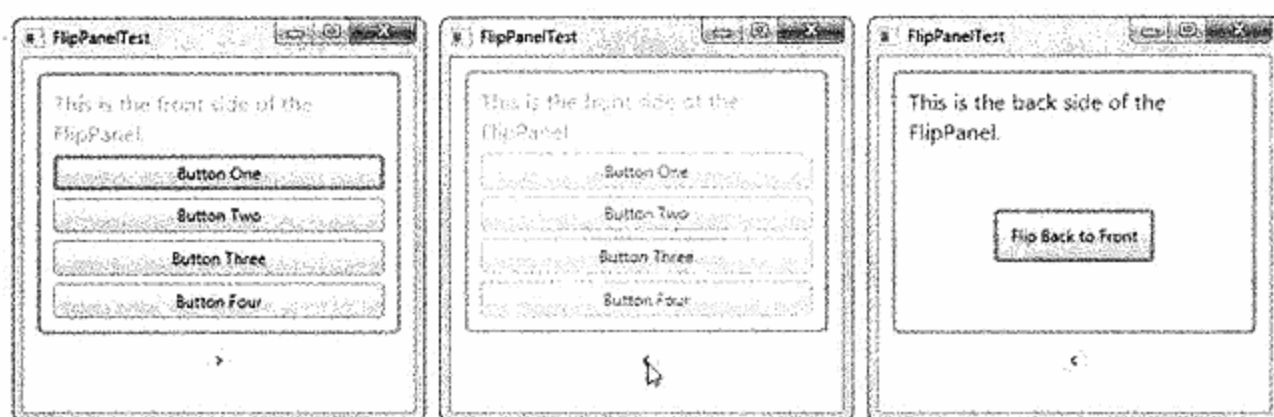 FlipPanelTest
This is the front side of the
FlipPanel.
Button One
Button Two
Button Three
Button Four
>
FlipPanelTest
This is the front side of the
FlipPanel.
Button One
Button Two
Button Three
Button Four
FlipPanelTest
This is the back side of the
FlipPanel.
Flip Back to Front
<